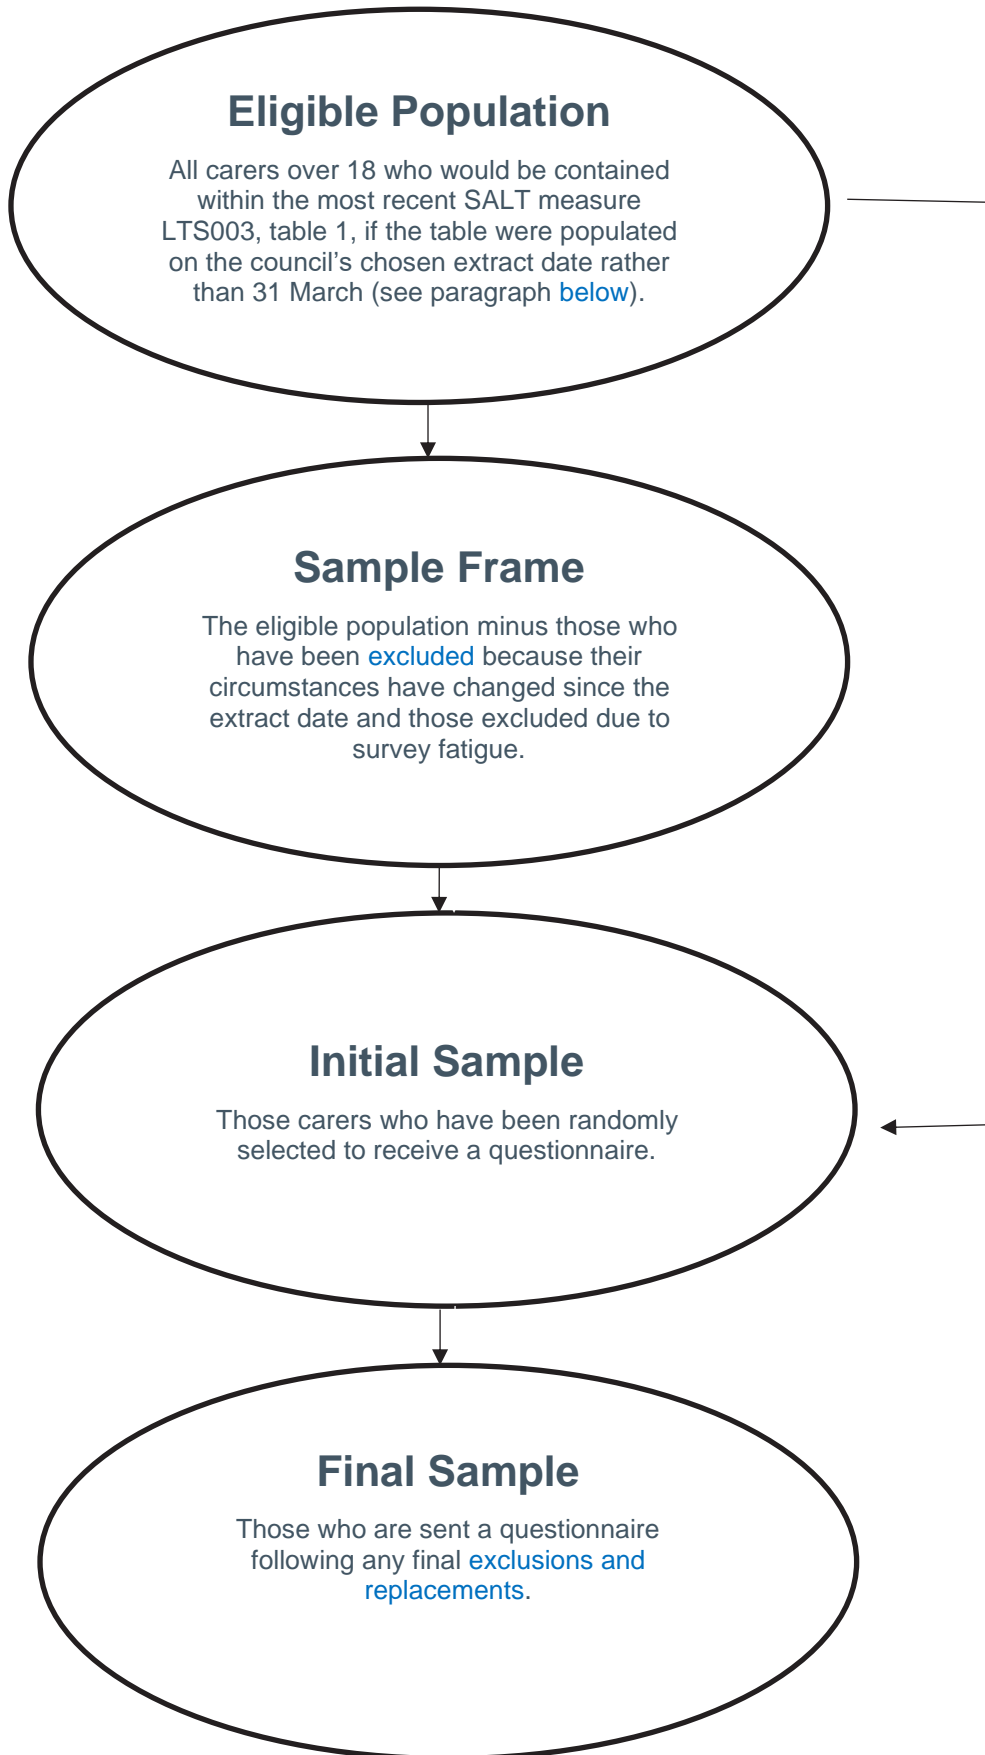 Eligible Population
All carers over 18 who would be contained
within the most recent SALT measure
LTS003, table 1, if the table were populated
on the council’s chosen extract date rather
than 31 March (see paragraph below).
Sample Frame
The eligible population minus those who
have been excluded because their
circumstances have changed since the
extract date and those excluded due to
survey fatigue.
Initial Sample
Those carers who have been randomly
selected to receive a questionnaire.
Final Sample
Those who are sent a questionnaire
following any final exclusions and
replacements.